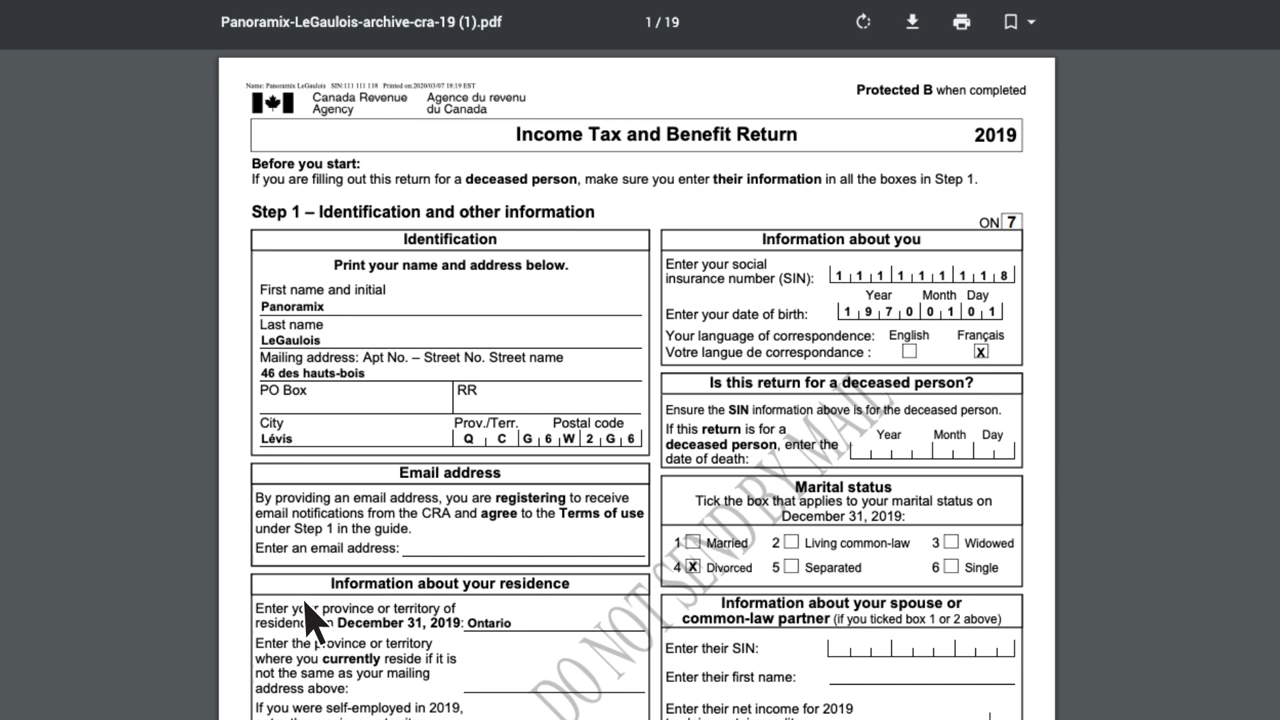 Panoramix-LeGaulois-archive-cra-19 (1).pdf
1 / 19
Name: Panoramix LeGaulois SIN:111 111 118 Printed on:2020/03/07 18:19 EST
Canada Revenue Agency
Agence du revenu du Canada
Protected B when completed
Income Tax and Benefit Return
2019
Before you start:
If you are filling out this return for a deceased person, make sure you enter their information in all the boxes in Step 1.
Step 1 – Identification and other information
ON 7
Identification
Print your name and address below.
First name and initial
Panoramix
Last name
LeGaulois
Mailing address: Apt No. – Street No. Street name
46 des hauts-bois
PO Box
RR
City
Prov./Terr.
Postal code
Lévis
Q C
G 6 W 2 G 6
Email address
By providing an email address, you are registering to receive
email notifications from the CRA and agree to the Terms of use
under Step 1 in the guide.
Enter an email address:
Information about your residence
Enter your province or territory of
December 31, 2019: Ontario
Enter the province or territory
where you currently reside if it is
not the same as your mailing
address above:
If you were self-employed in 2019,
Information about you
Enter your social
insurance number (SIN):
1 1 1 1 1 1 1 1 8
Year Month Day
Enter your date of birth:
1 9 7 0 0 1 0 1
Your language of correspondence: English Français
Votre langue de correspondance : X
Is this return for a deceased person?
Ensure the SIN information above is for the deceased person.
If this return is for a
deceased person, enter the
date of death:
Year Month Day
Marital status
Tick the box that applies to your marital status on
December 31, 2019:
1 Married 2 Living common-law 3 Widowed
4 X Divorced 5 Separated 6 Single
Information about your spouse or
common-law partner (if you ticked box 1 or 2 above)
Enter their SIN:
Enter their first name:
Enter their net income for 2019
DO NOT SEND BY MAIL